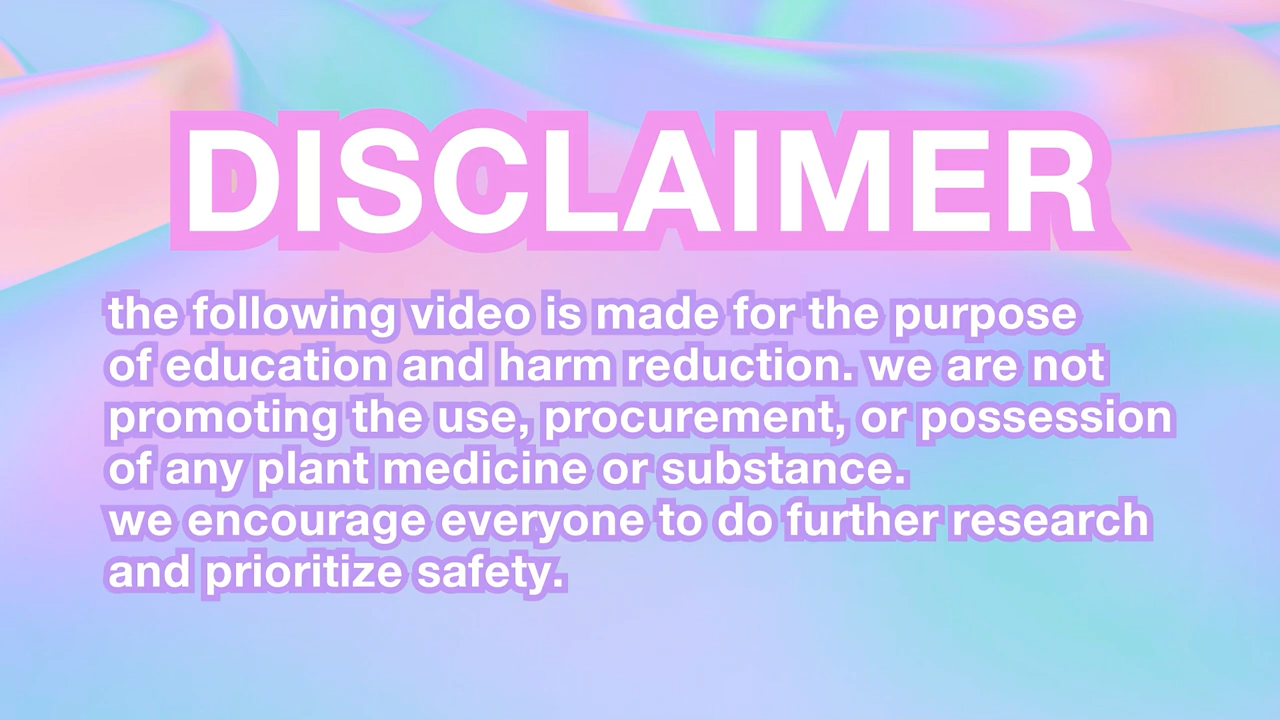 DISCLAIMER
the following video is made for the purpose
of education and harm reduction. we are not
promoting the use, procurement, or possession
of any plant medicine or substance.
we encourage everyone to do further research
and prioritize safety.